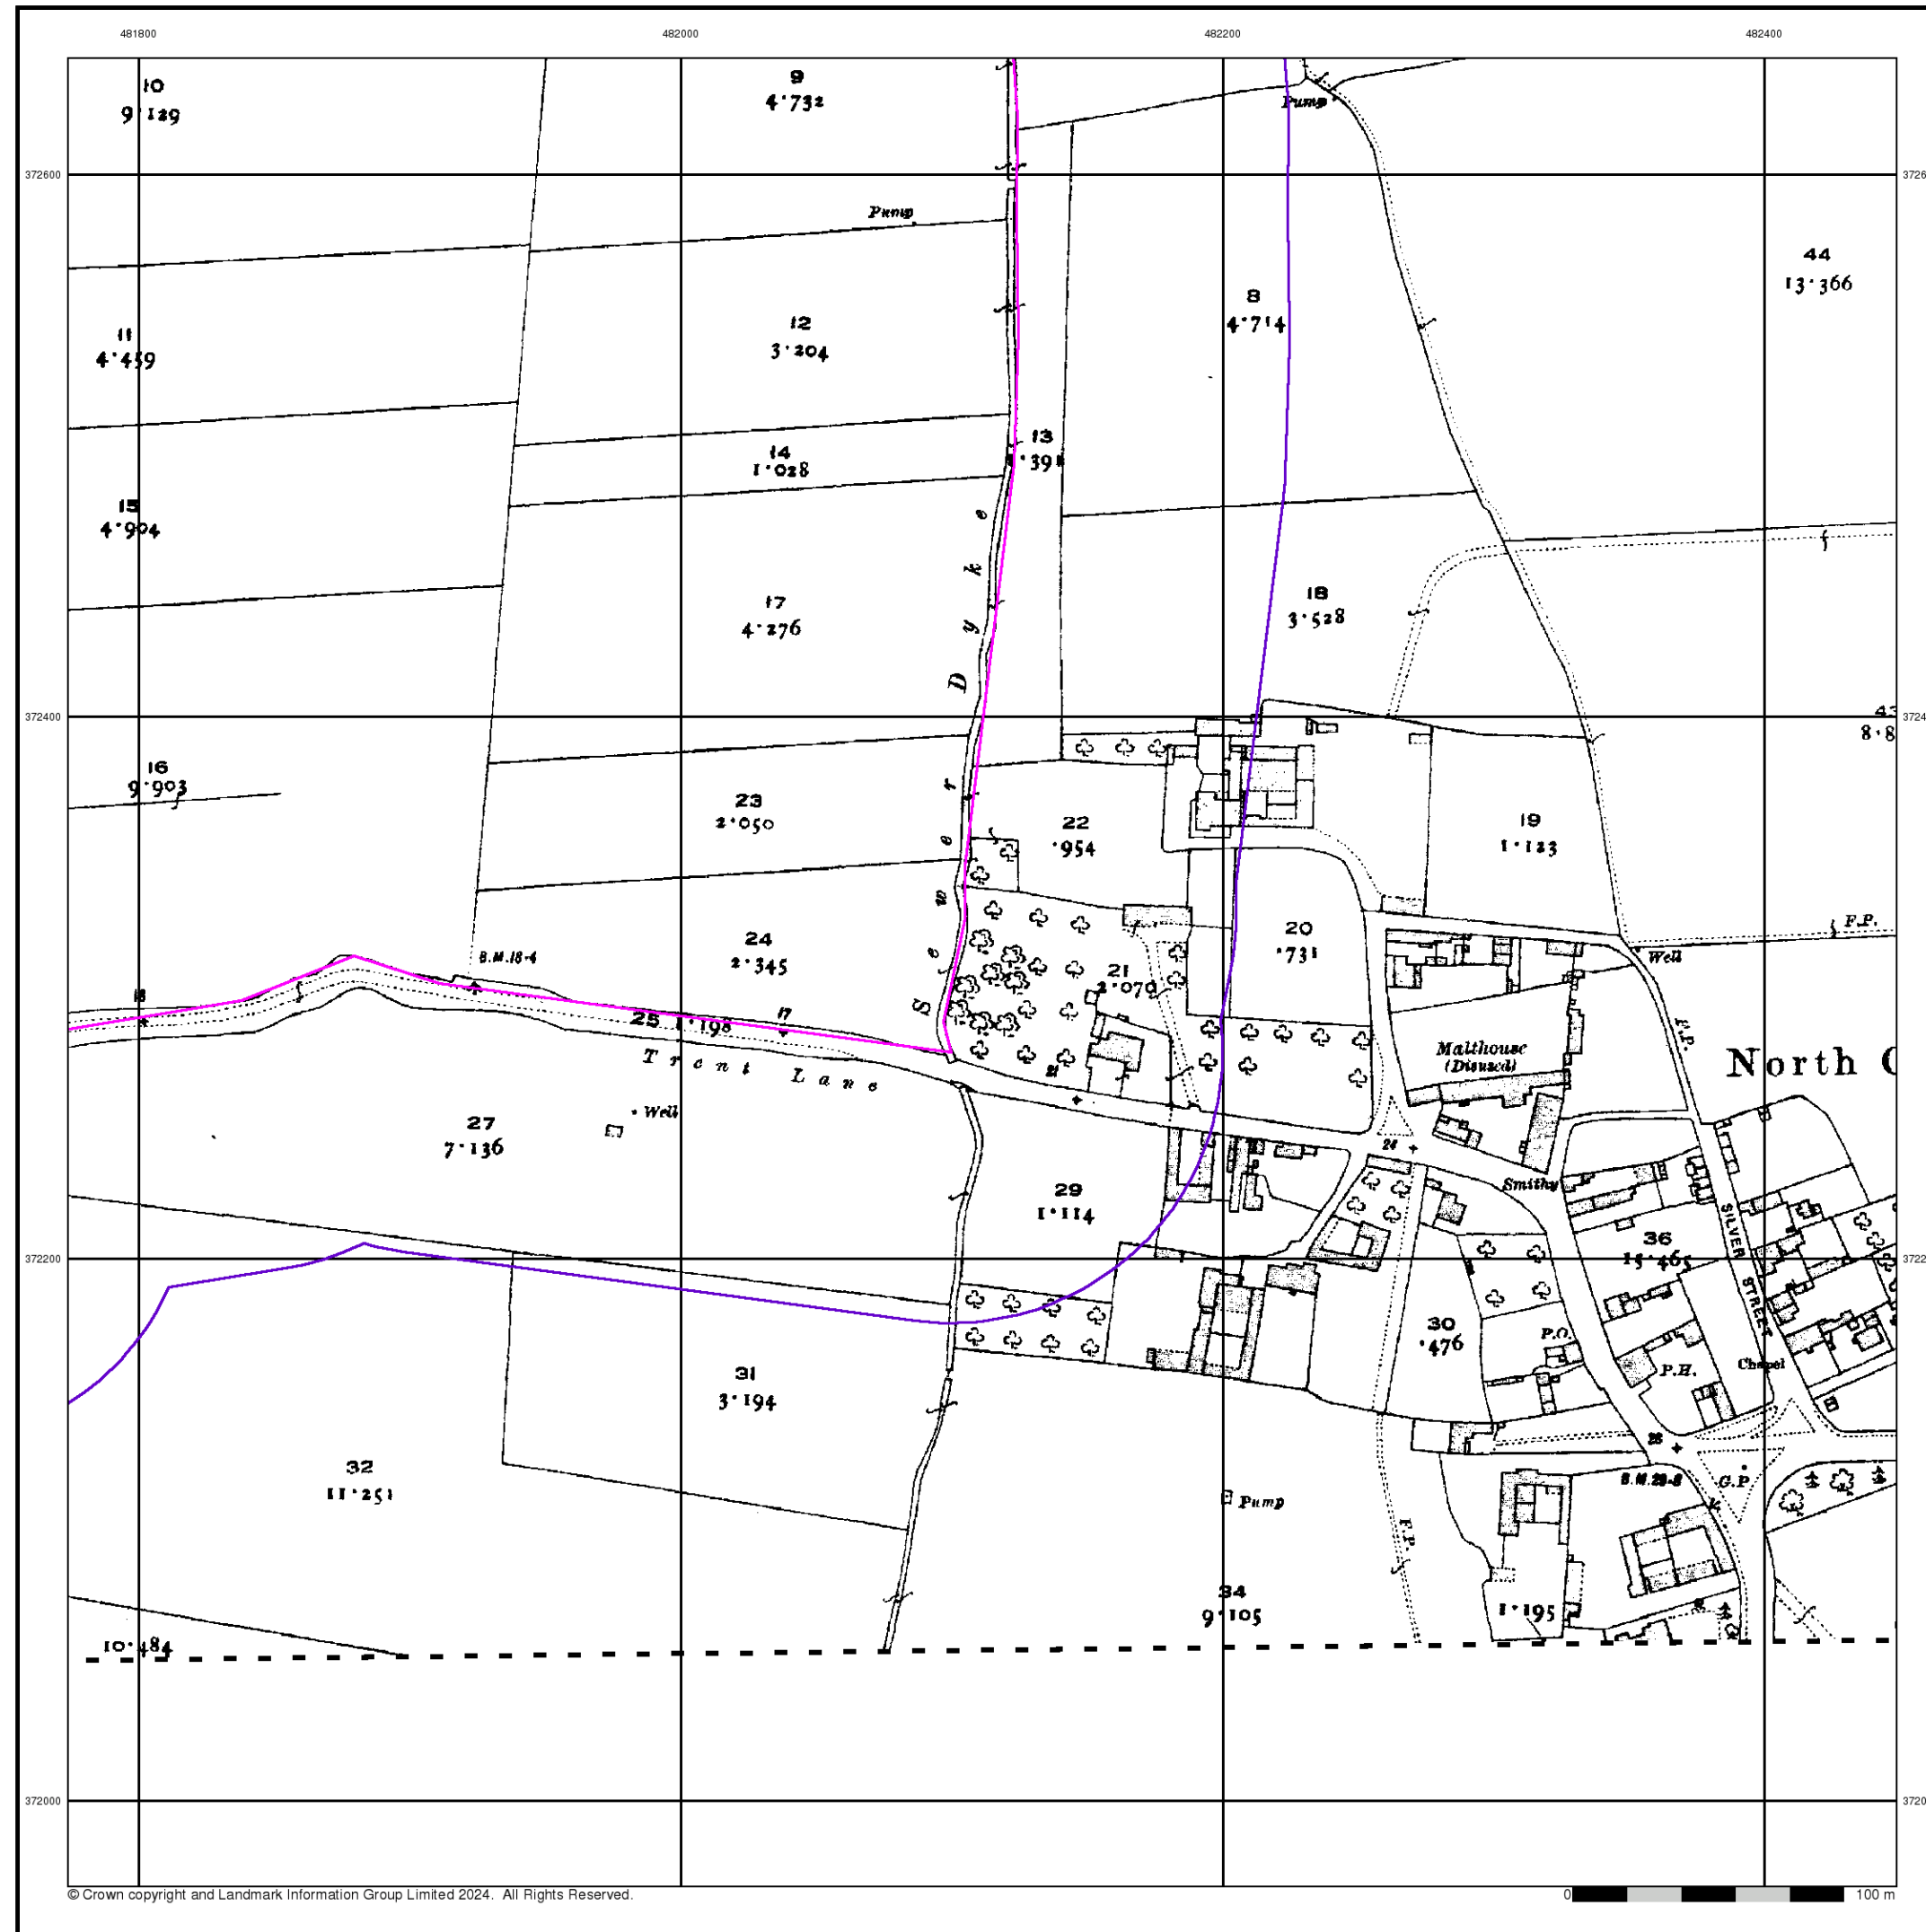 481800 482000 482200 482400
10
9·129
9
4·732
Pump
372600
Pump
44
13·366
8
4·714
11
4·459
12
3·204
13
·391
14
1·028
15
4·904
17
4·276
18
3·528
372400
16
9·903
23
2·050
22
·954
19
1·123
Sewer Dyke
F.P.
24
2·345
B.M.18·4
20
·731
21
2·070
Well
F.P.
18
17
25 1·198
Trent Lane
21
Malthouse
(Disused)
North
27
7·136
Well
24
Smithy
29
1·114
36
SILVER STREET
372200
30
·476
P.O.
P.H.
Chapel
31
3·194
32
11·251
B.M.29·8
G.P.
Pump
F.P.
34
9·105
1·195
10·484
372000
© Crown copyright and Landmark Information Group Limited 2024. All Rights Reserved.
0 100 m